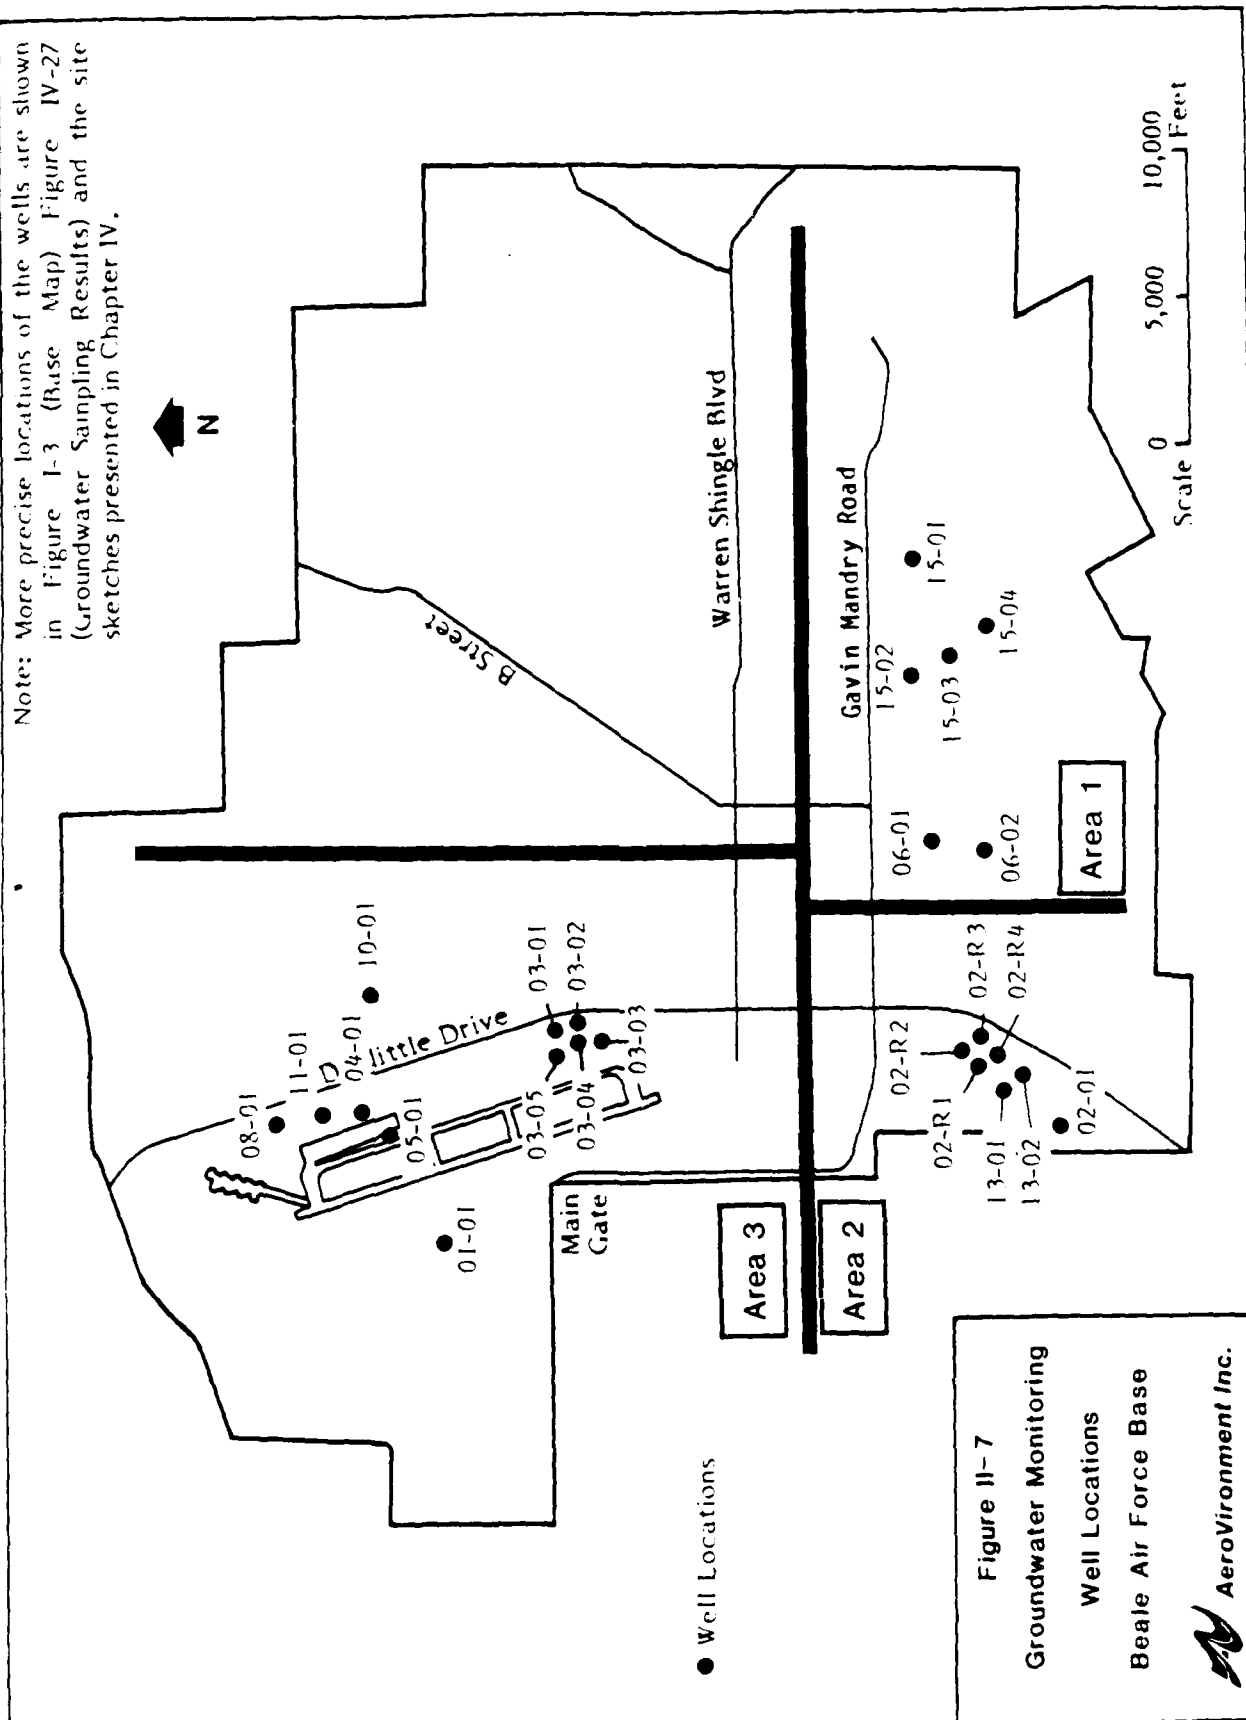 Note: More precise locations of the wells are shown
in Figure I-3 (Base Map) Figure IV-27
(Groundwater Sampling Results) and the site
sketches presented in Chapter IV.
N
B Street
Warren Shingle Blvd
Gavin Mandry Road
D
little Drive
08-01
11-01
04-01
10-01
05-01
01-01
03-01
03-02
03-03
03-04
03-05
Main
Gate
Area 3
Area 2
Area 1
06-01
06-02
15-02
15-03
15-01
15-04
02-R2
02-R3
02-R4
02-R1
13-01
13-02
02-01
Scale
0
5,000
10,000
Feet
Well Locations
Figure II-7
Groundwater Monitoring
Well Locations
Beale Air Force Base
AeroVironment Inc.